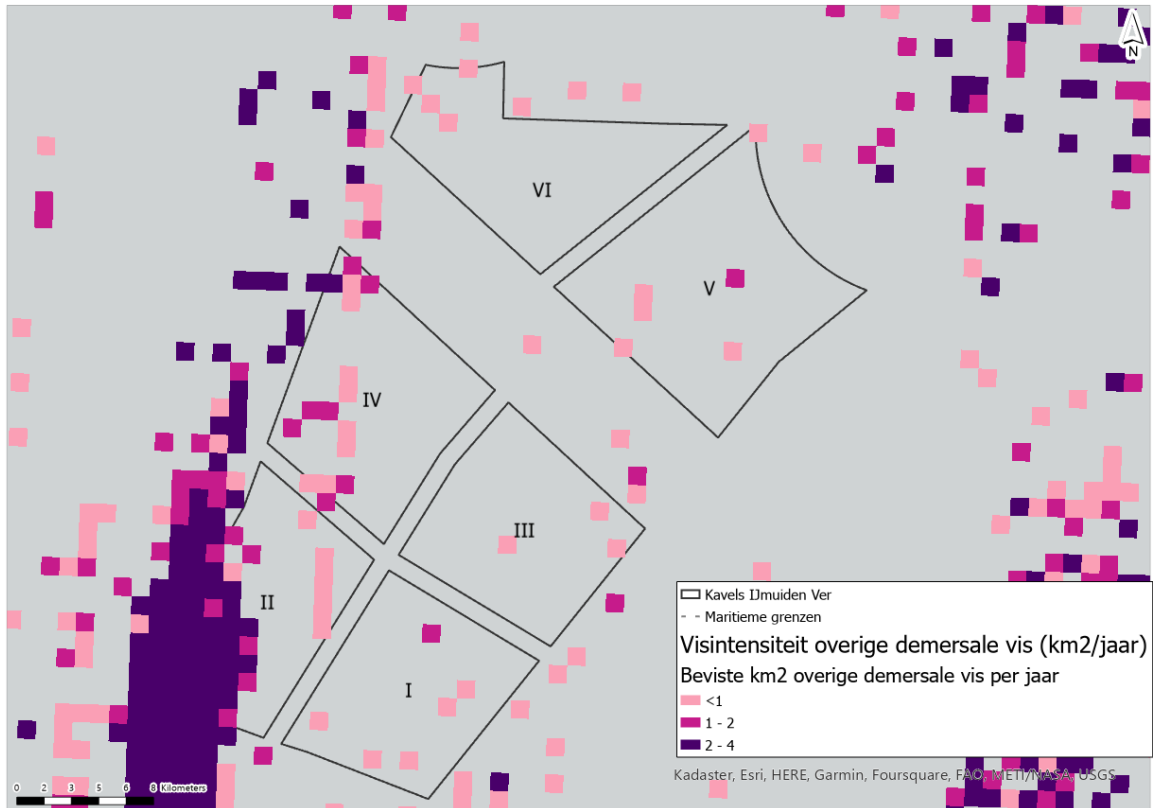 N
VI
V
IV
III
II
I
Kavels IJmuiden Ver
Maritieme grenzen
Visintensiteit overige demersale vis (km2/jaar)
Beviste km2 overige demersale vis per jaar
<1
1 - 2
2 - 4
Kadaster, Esri, HERE, Garmin, Foursquare, FAO, METI/NASA, USGS
0 2 4 6 8 Kilometers